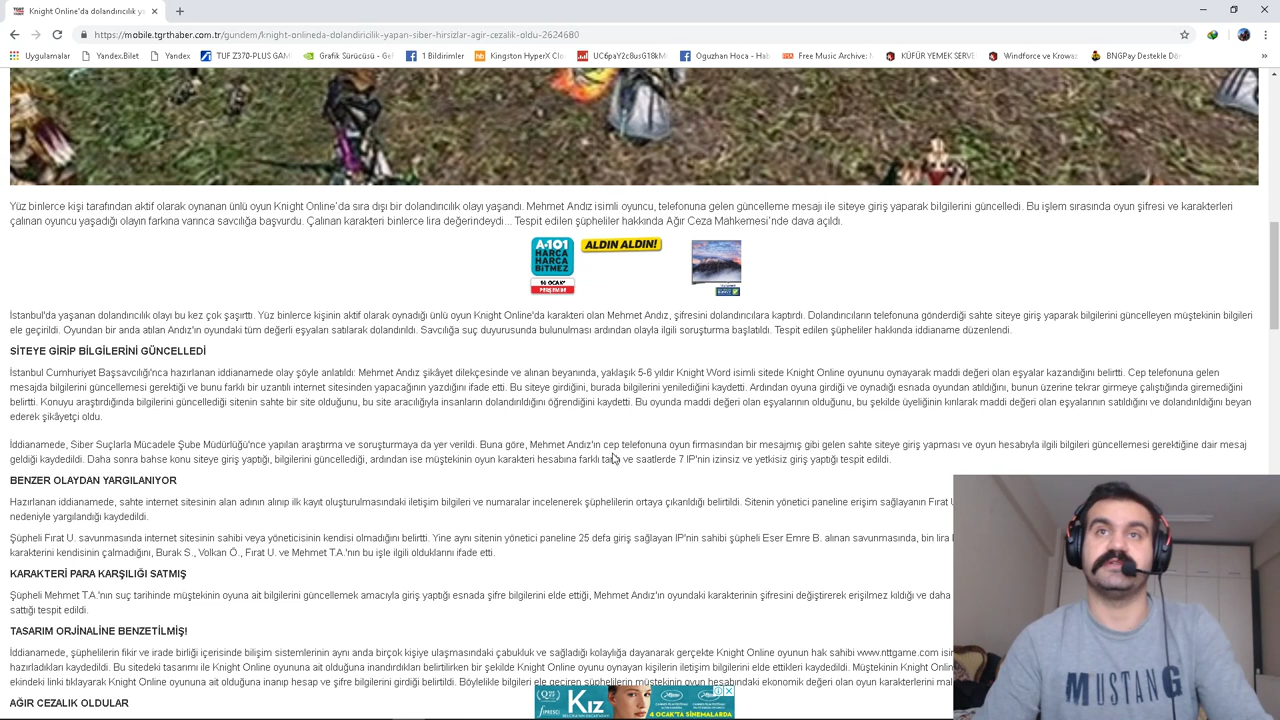 Knight Online'da dolandırıcılık ya
https://mobile.tgrthaber.com.tr/gundem/knight-onlineda-dolandiricilik-yapan-siber-hirsizlar-agir-cezalik-oldu-2624680
Uygulamalar Yandex.Bilet Yandex TUF Z370-PLUS GAM Grafik Sürücüsü - Ge 1 Bildirimler Kingston HyperX Clo UC6paY2c8usG18kM Oguzhan Hoca - Hab Free Music Archive: KÜFÜR YEMEK SERVE Windforce ve Krowaz BNGPay Destekle Dön »
Yüz binlerce kişi tarafından aktif olarak oynanan ünlü oyun Knight Online'da sıra dışı bir dolandırıcılık olayı yaşandı. Mehmet Andız isimli oyuncu, telefonuna gelen güncelleme mesajı ile siteye giriş yaparak bilgilerini güncelledi. Bu işlem sırasında oyun şifresi ve karakterleri
çalınan oyuncu yaşadığı olayın farkına varınca savcılığa başvurdu. Çalınan karakteri binlerce lira değerindeydi... Tespit edilen şüpheliler hakkında Ağır Ceza Mahkemesi'nde dava açıldı.
A-101
HARCA
HARCA
BİTMEZ
ALDIN ALDIN!
PERŞEMBE
İstanbul'da yaşanan dolandırıcılık olayı bu kez çok şaşırttı. Yüz binlerce kişinin aktif olarak oynadığı ünlü oyun Knight Online'da karakteri olan Mehmet Andız, şifresini dolandırıcılara kaptırdı. Dolandırıcıların telefonuna gönderdiği sahte siteye giriş yaparak bilgilerini güncelleyen müştekinin bilgileri
ele geçirildi. Oyundan bir anda atılan Andız'ın oyundaki tüm değerli eşyaları satılarak dolandırıldı. Savcılığa suç duyurusunda bulunulması ardından olayla ilgili soruşturma başlatıldı. Tespit edilen şüpheliler hakkında iddianame düzenlendi.
SİTEYE GİRİP BİLGİLERİNİ GÜNCELLEDİ
İstanbul Cumhuriyet Başsavcılığı'nca hazırlanan iddianamede olay şöyle anlatıldı: Mehmet Andız şikâyet dilekçesinde ve alınan beyanında, yaklaşık 5-6 yıldır Knight Word isimli sitede Knight Online oyununu oynayarak maddi değeri olan eşyalar kazandığını belirtti. Cep telefonuna gelen
mesajda bilgilerini güncellemesi gerektiği ve bunu farklı bir uzantılı internet sitesinden yapacağının yazdığını ifade etti. Bu siteye girdiğini, burada bilgilerini yenilediğini kaydetti. Ardından oyuna girdiği ve oynadığı esnada oyundan atıldığını, bunun üzerine tekrar girmeye çalıştığında giremediğini
belirtti. Konuyu araştırdığında bilgilerini güncellediği sitenin sahte bir site olduğunu, bu site aracılığıyla insanların dolandırıldığını öğrendiğini kaydetti. Bu oyunda maddi değeri olan eşyalarının olduğunu, bu şekilde üyeliğinin kırılarak maddi değeri olan eşyalarının satıldığını ve dolandırıldığını beyan
ederek şikâyetçi oldu.
İddianamede, Siber Suçlarla Mücadele Şube Müdürlüğü'nce yapılan araştırma ve soruşturmaya da yer verildi. Buna göre, Mehmet Andız'ın cep telefonuna oyun firmasından bir mesajmış gibi gelen sahte siteye giriş yapması ve oyun hesabıyla ilgili bilgileri güncellemesi gerektiğine dair mesaj
geldiği kaydedildi. Daha sonra bahse konu siteye giriş yaptığı, bilgilerini güncellediği, ardından ise müştekinin oyun karakteri hesabına farklı tarih ve saatlerde 7 IP'nin izinsiz ve yetkisiz giriş yaptığı tespit edildi.
BENZER OLAYDAN YARGILANIYOR
Hazırlanan iddianamede, sahte internet sitesinin alan adının alınıp ilk kayıt oluşturulmasındaki iletişim bilgileri ve numaralar incelenerek şüphelilerin ortaya çıkarıldığı belirtildi. Sitenin yönetici paneline erişim sağlayanın Fırat U
nedeniyle yargılandığı kaydedildi.
Şüpheli Fırat U. savunmasında internet sitesinin sahibi veya yöneticisinin kendisi olmadığını belirtti. Yine aynı sitenin yönetici paneline 25 defa giriş sağlayan IP'nin sahibi şüpheli Eser Emre B. alınan savunmasında, bin lira
karakterini kendisinin çalmadığını, Burak S., Volkan Ö., Fırat U. ve Mehmet T.A.'nın bu işle ilgili olduklarını ifade etti.
KARAKTERİ PARA KARŞILIĞI SATMIŞ
Şüpheli Mehmet T.A.'nın suç tarihinde müştekinin oyuna ait bilgilerini güncellemek amacıyla giriş yaptığı esnada şifre bilgilerini elde ettiği, Mehmet Andız'ın oyundaki karakterinin şifresini değiştirerek erişilmez kıldığı ve daha
sattığı tespit edildi.
TASARIM ORJİNALİNE BENZETİLMİŞ!
İddianamede, şüphelilerin fikir ve irade birliği içerisinde bilişim sistemlerinin aynı anda birçok kişiye ulaşmasındaki çabukluk ve sağladığı kolaylığa dayanarak gerçekte Knight Online oyunun hak sahibi www.nttgame.com isim
hazırladıkları kaydedildi. Bu sitedeki tasarımı ile Knight Online oyununa ait olduğuna inandırdıkları belirtilirken bir şekilde Knight Online oyunu oynayan kişilerin iletişim bilgilerini elde ettikleri kaydedildi. Müştekinin Knight Onlin
ekindeki linki tıklayarak Knight Online oyununa ait olduğuna inanıp hesap ve şifre bilgilerini girdiği belirtildi. Böylelikle bilgileri ele geçiren şüphelilerin müştekinin oyun hesabındaki ekonomik değeri olan oyun karakterlerini mal
KIZ
4 OCAK'TA SİNEMALARDA
AĞIR CEZALIK OLDULAR
MUSTANG